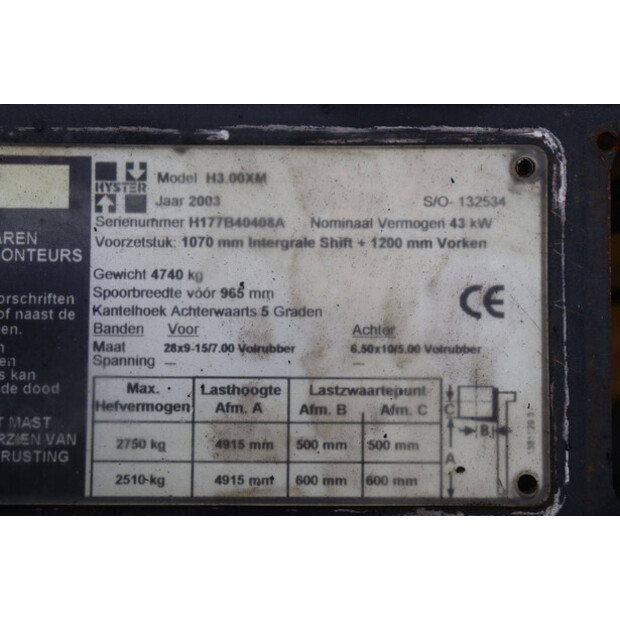 HYSTER
Model H3.00XM
Jaar 2003 S/O- 132534
Serienummer H177B40408A Nominaal Vermogen 43 kW
Voorzetstuk: 1070 mm Intergrale Shift + 1200 mm Vorken
Gewicht 4740 kg
Spoorbreedte vóór 965 mm
Kantelhoek Achterwaarts 5 Graden
CE
Banden Voor Achter
Maat 28x9-15/7.00 Volrubber 6.50x10/5.00 Volrubber
Spanning — —
Max. Lasthoogte Lastzwaartepunt
Hefvermogen Afm. A Afm. B Afm. C
2750 kg 4915 mm 500 mm 500 mm
2510 kg 4915 mm 600 mm 600 mm
C
B
A
AREN
ONTEURS
orschriften
of naast de
en.
n
en
s kan
de dood
T MAST
RZIEN VAN
RUSTING